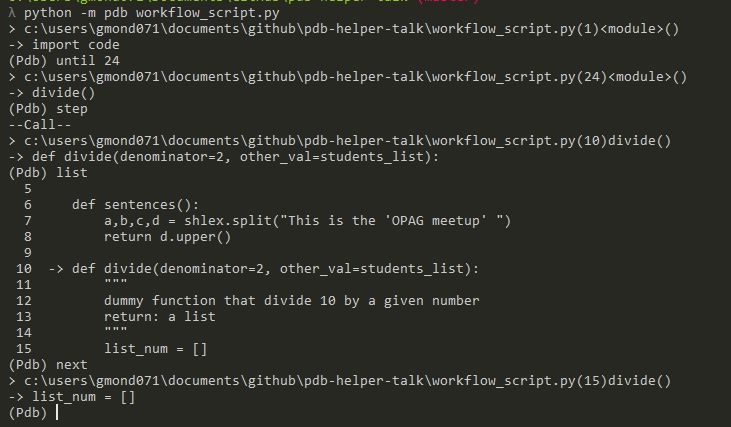 λ python -m pdb workflow_script.py
> c:\users\gmond071\documents\github\pdb-helper-talk\workflow_script.py(1)<module>()
-> import code
(Pdb) until 24
> c:\users\gmond071\documents\github\pdb-helper-talk\workflow_script.py(24)<module>()
-> divide()
(Pdb) step
--Call--
> c:\users\gmond071\documents\github\pdb-helper-talk\workflow_script.py(10)divide()
-> def divide(denominator=2, other_val=students_list):
(Pdb) list
  5
  6     def sentences():
  7         a,b,c,d = shlex.split("This is the 'OPAG meetup' ")
  8         return d.upper()
  9
 10  -> def divide(denominator=2, other_val=students_list):
 11         """
 12         dummy function that divide 10 by a given number
 13         return: a list
 14         """
 15         list_num = []
(Pdb) next
> c:\users\gmond071\documents\github\pdb-helper-talk\workflow_script.py(15)divide()
-> list_num = []
(Pdb)